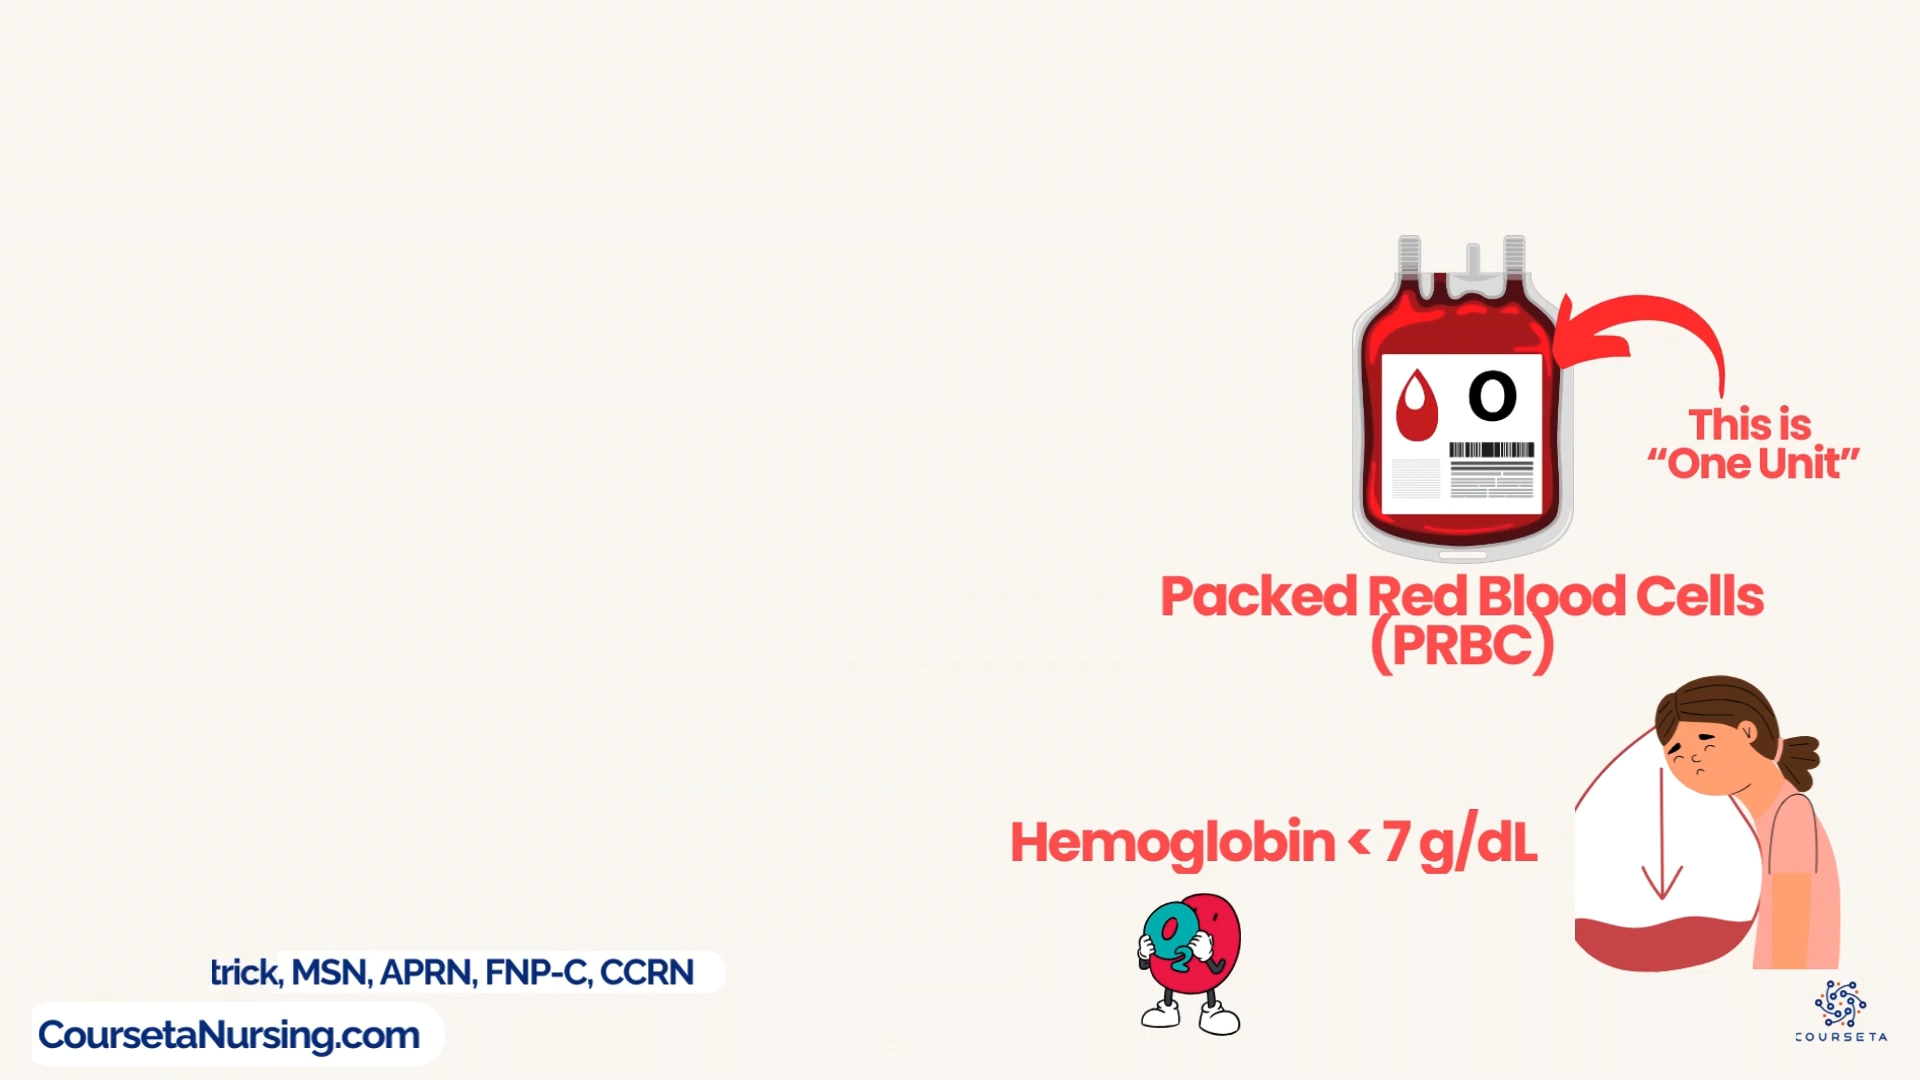 O
This is
“One Unit”
Packed Red Blood Cells
(PRBC)
Hemoglobin < 7 g/dL
O2
trick, MSN, APRN, FNP-C, CCRN
CoursetaNursing.com
COURSETA